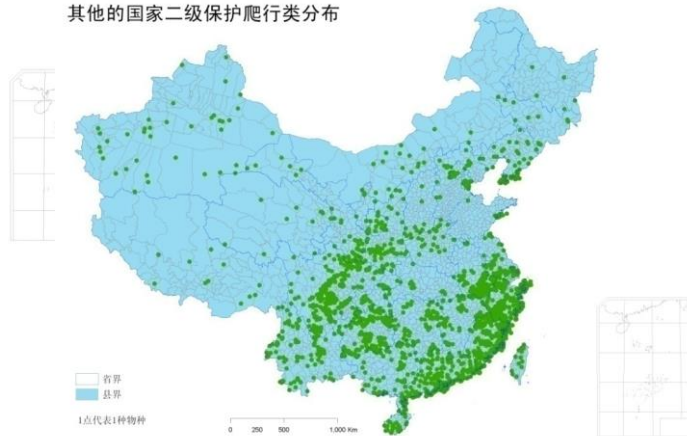 其他的国家二级保护爬行类分布
省界
县界
1点代表1种物种
0 250 500 1,000 Km